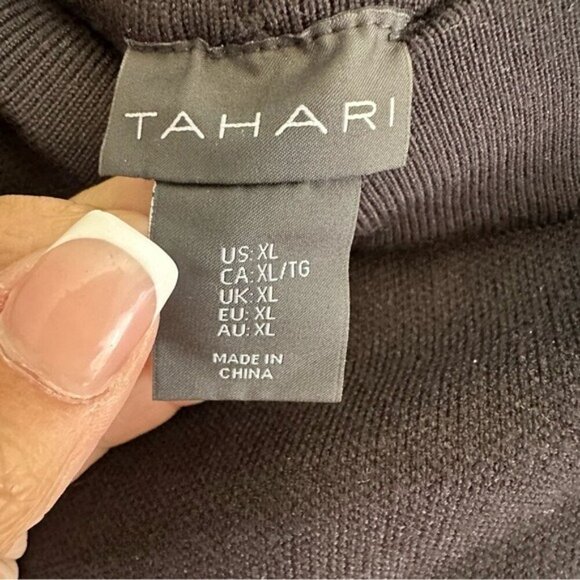 TAHARI
US: XL
CA: XL/TG
UK: XL
EU: XL
AU: XL
MADE IN
CHINA